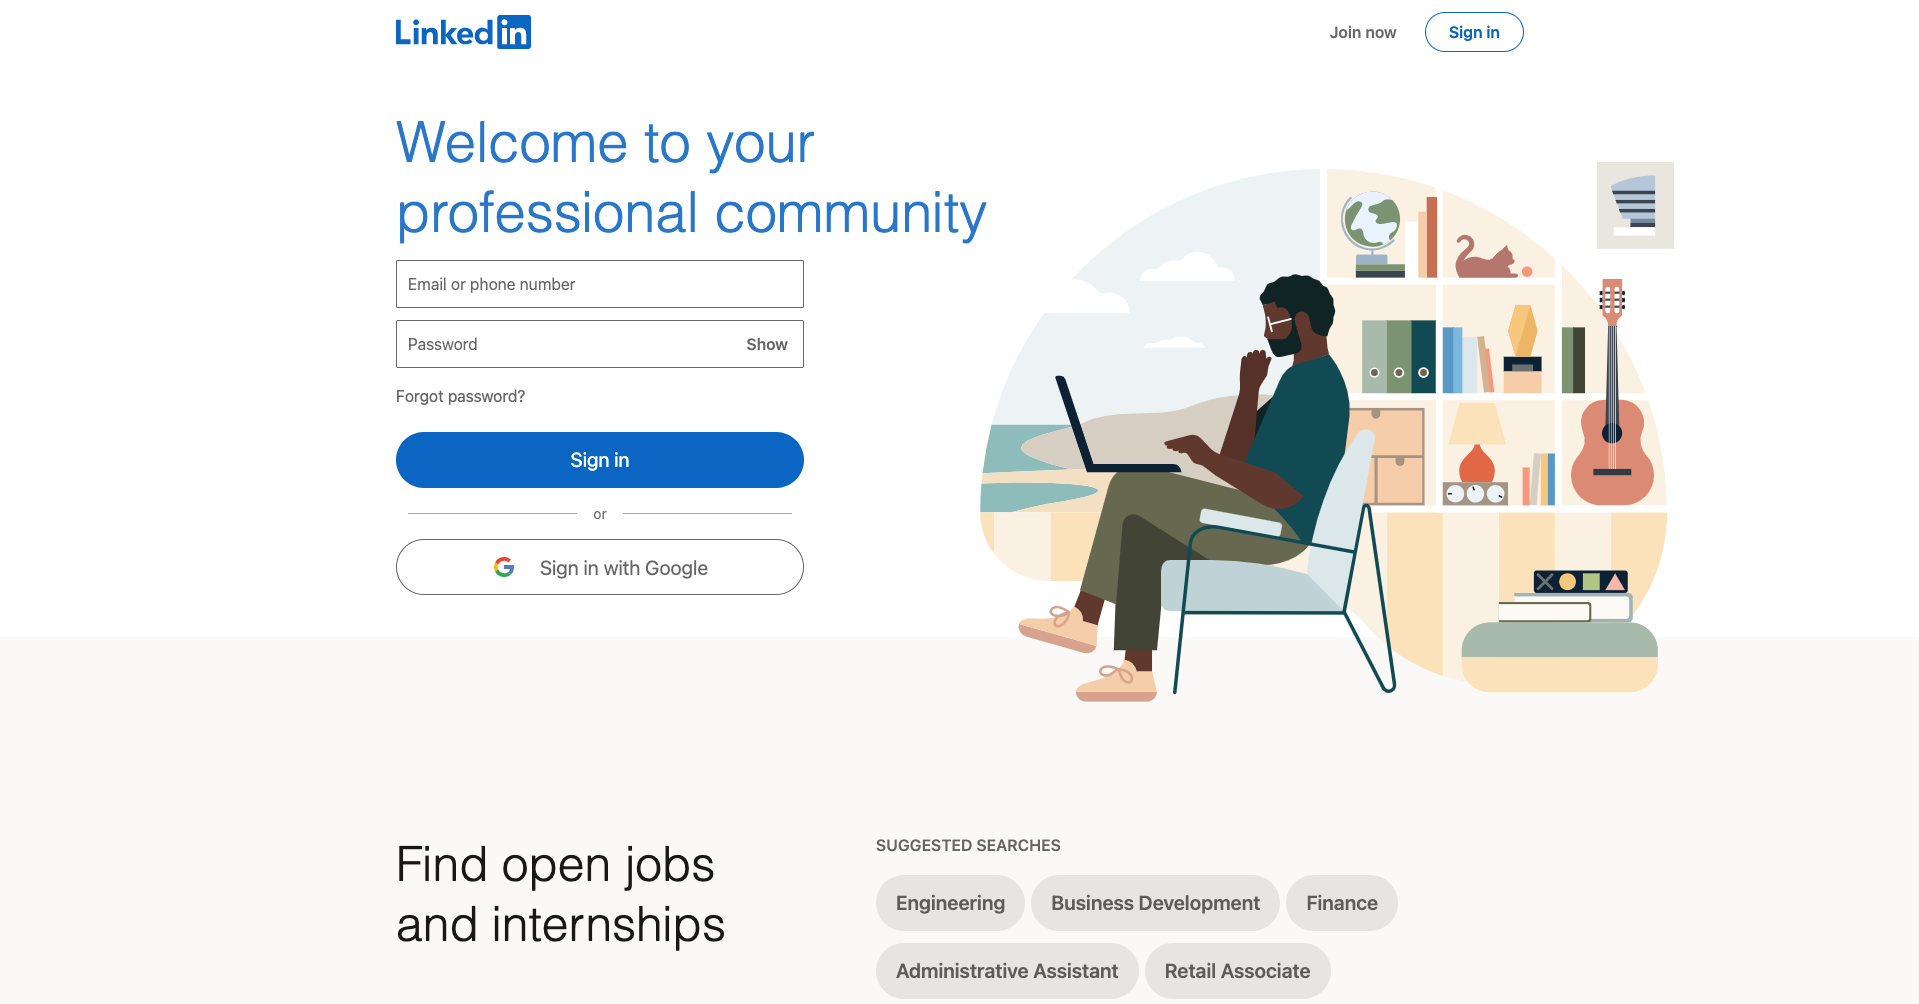 LinkedIn
Join now
Sign in
Welcome to your
professional community
Email or phone number
Password
Show
Forgot password?
Sign in
or
Sign in with Google
Find open jobs
and internships
SUGGESTED SEARCHES
Engineering
Business Development
Finance
Administrative Assistant
Retail Associate